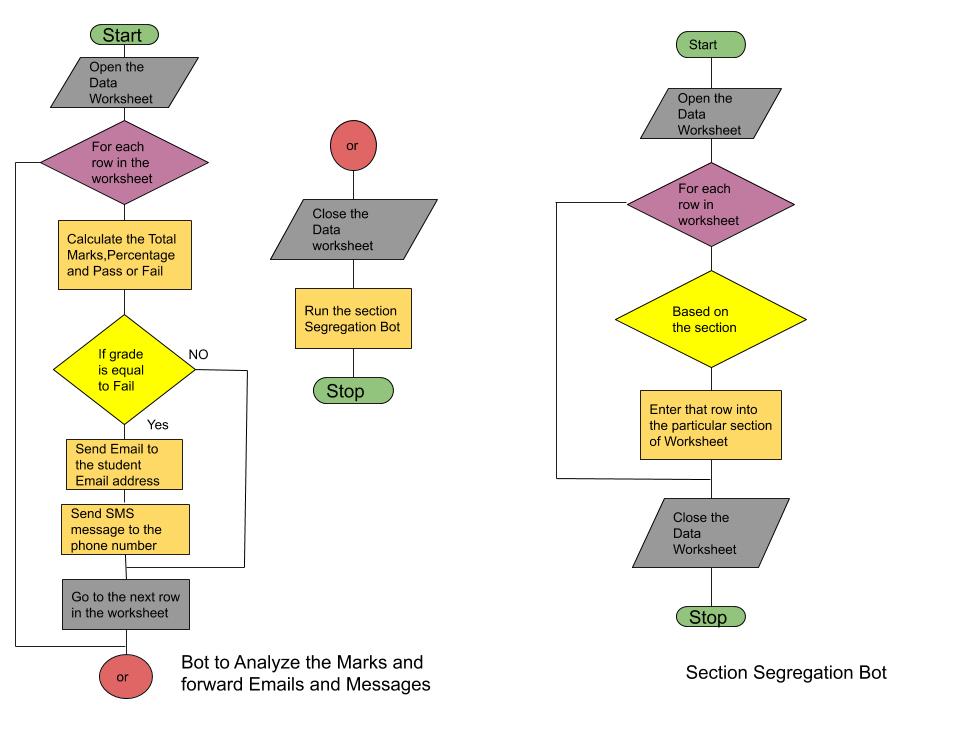 Start
Open the
Data
Worksheet
For each
row in the
worksheet
Calculate the Total
Marks,Percentage
and Pass or Fail
If grade
is equal
to Fail
NO
Yes
Send Email to
the student
Email address
Send SMS
message to the
phone number
Go to the next row
in the worksheet
or
Bot to Analyze the Marks and
forward Emails and Messages
or
Close the
Data
worksheet
Run the section
Segregation Bot
Stop
Start
Open the
Data
Worksheet
For each
row in
worksheet
Based on
the section
Enter that row into
the particular section
of Worksheet
Close the
Data
Worksheet
Stop
Section Segregation Bot